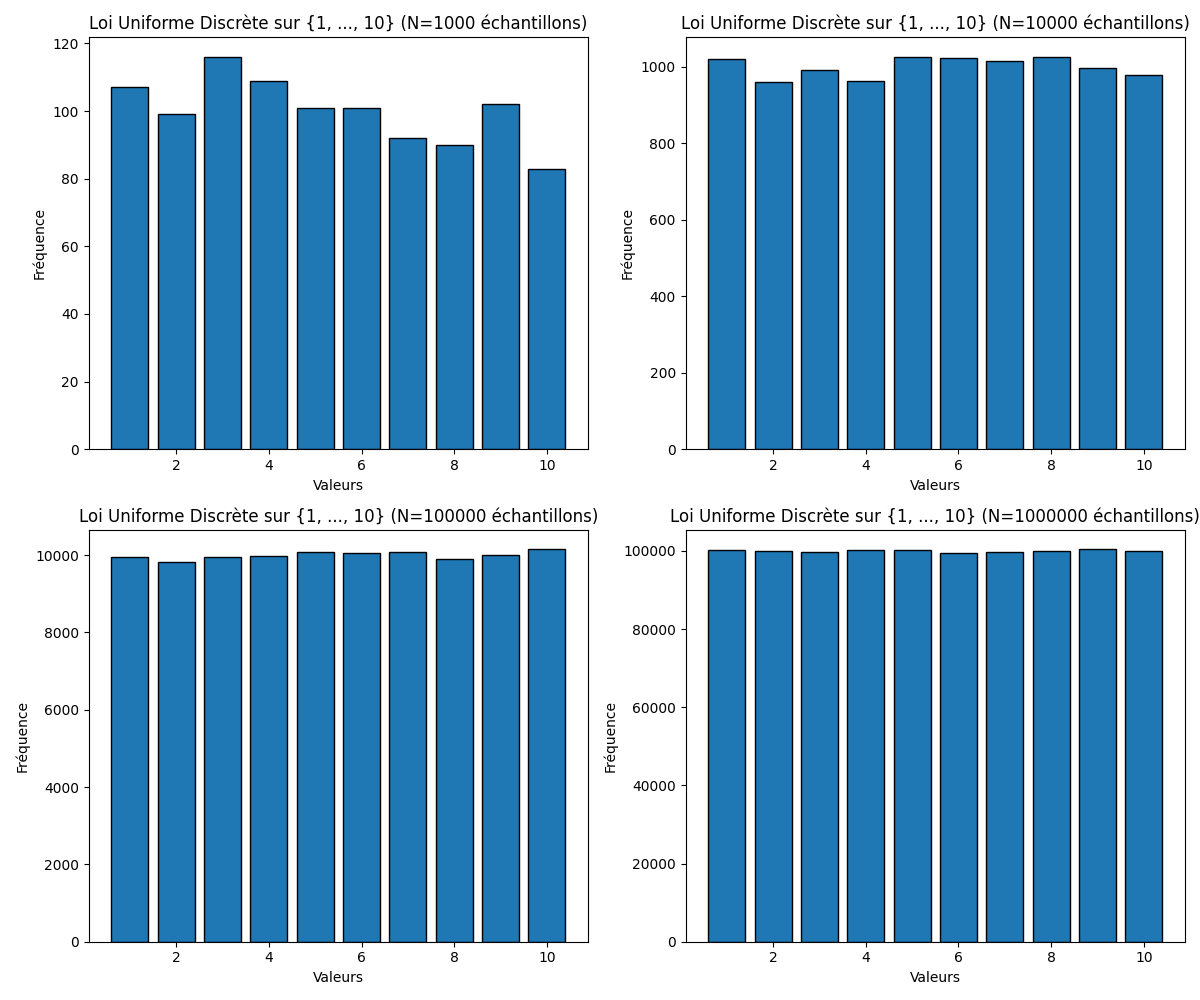 Loi Uniforme Discrète sur {1, ..., 10} (N=1000 échantillons)
120
100
80
60
40
20
0
Fréquence
2 4 6 8 10
Valeurs
Loi Uniforme Discrète sur {1, ..., 10} (N=10000 échantillons)
1000
800
600
400
200
0
Fréquence
2 4 6 8 10
Valeurs
Loi Uniforme Discrète sur {1, ..., 10} (N=100000 échantillons)
10000
8000
6000
4000
2000
0
Fréquence
2 4 6 8 10
Valeurs
Loi Uniforme Discrète sur {1, ..., 10} (N=1000000 échantillons)
100000
80000
60000
40000
20000
0
Fréquence
2 4 6 8 10
Valeurs